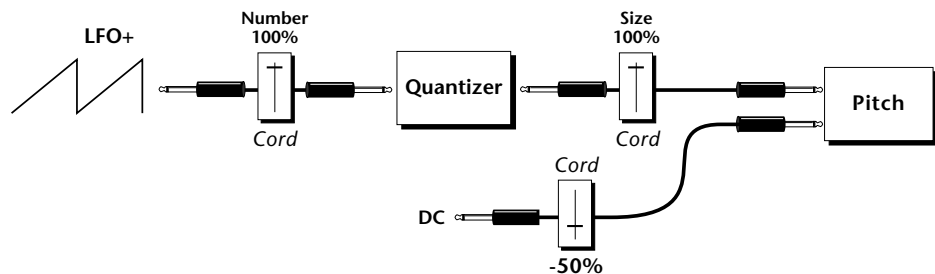 LFO+
Number
100%
Cord
Quantizer
Size
100%
Cord
Pitch
Cord
DC
-50%